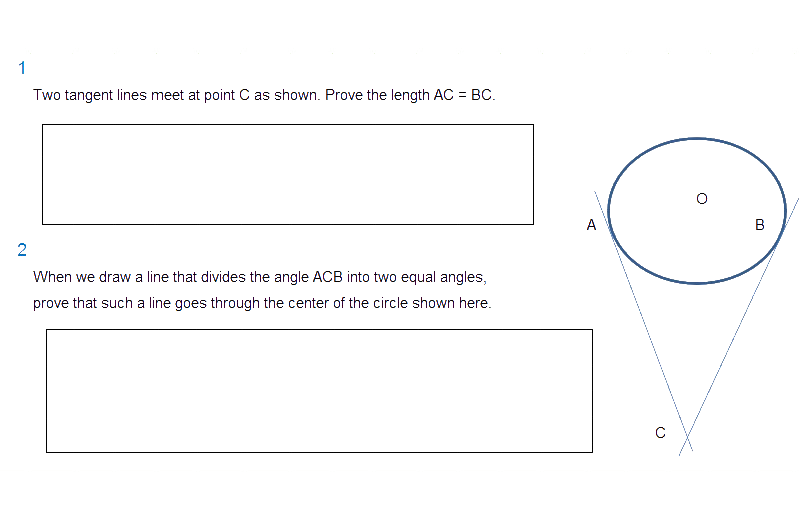 1
Two tangent lines meet at point C as shown. Prove the length AC = BC.
O
A
B
2
When we draw a line that divides the angle ACB into two equal angles,
prove that such a line goes through the center of the circle shown here.
C